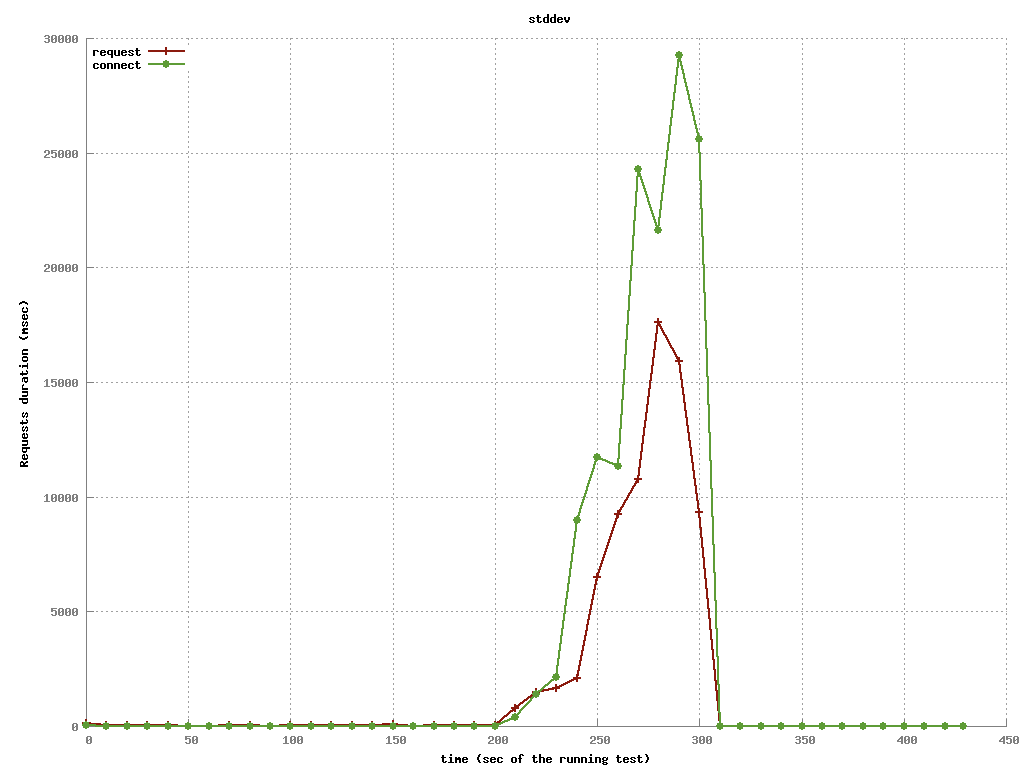 stddev
30000
request
connect
25000
20000
15000
10000
5000
0
Requests duration (msec)
0 50 100 150 200 250 300 350 400 450
time (sec of the running test)